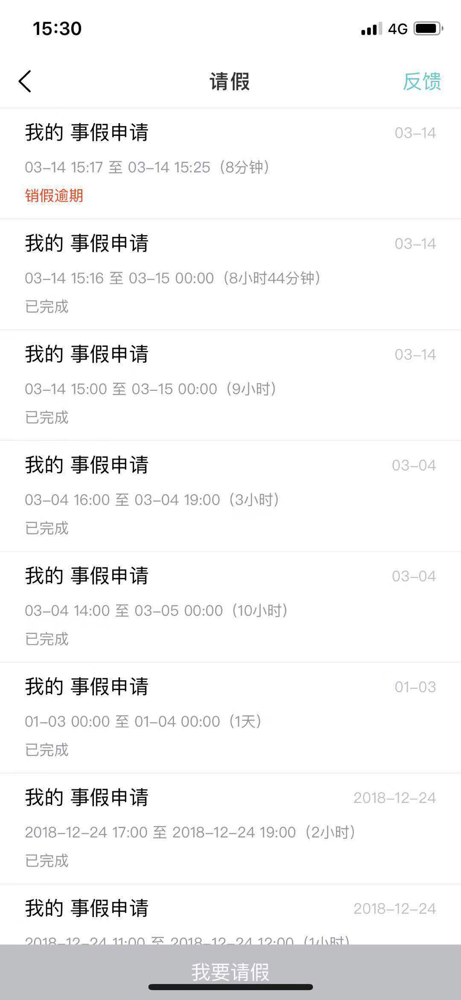 15:30
4G
请假
反馈
我的 事假申请
03-14
03-14 15:17 至 03-14 15:25（8分钟）
销假逾期
我的 事假申请
03-14
03-14 15:16 至 03-15 00:00（8小时44分钟）
已完成
我的 事假申请
03-14
03-14 15:00 至 03-15 00:00（9小时）
已完成
我的 事假申请
03-04
03-04 16:00 至 03-04 19:00（3小时）
已完成
我的 事假申请
03-04
03-04 14:00 至 03-05 00:00（10小时）
已完成
我的 事假申请
01-03
01-03 00:00 至 01-04 00:00（1天）
已完成
我的 事假申请
2018-12-24
2018-12-24 17:00 至 2018-12-24 19:00（2小时）
已完成
我的 事假申请
2018-12-24
2018-12-24 11:00 至 2018-12-24 12:00（1小时）
我要请假